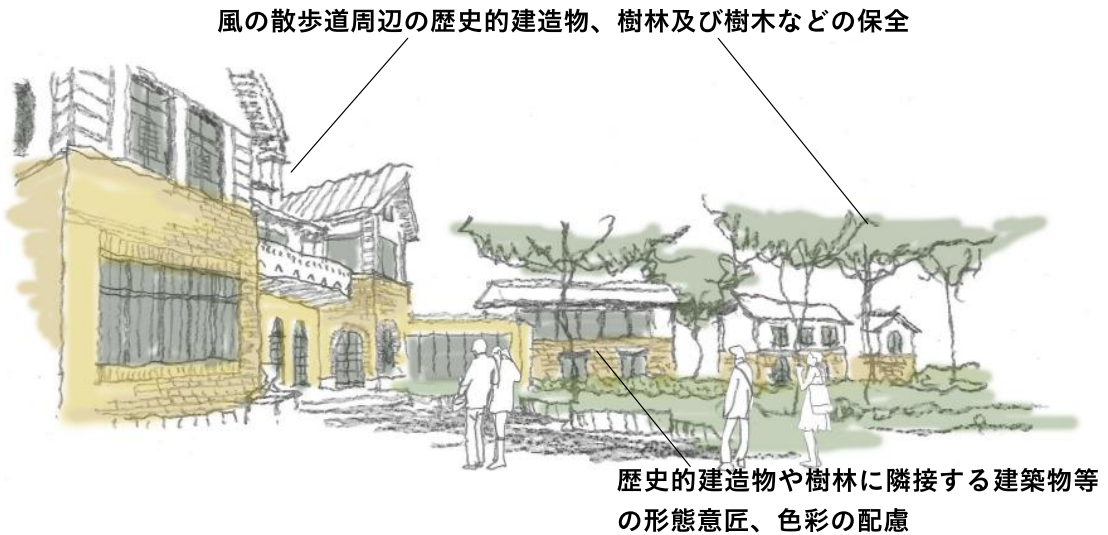 風の散歩道周辺の歴史的建造物、樹林及び樹木などの保全
歴史的建造物や樹林に隣接する建築物等
の形態意匠、色彩の配慮